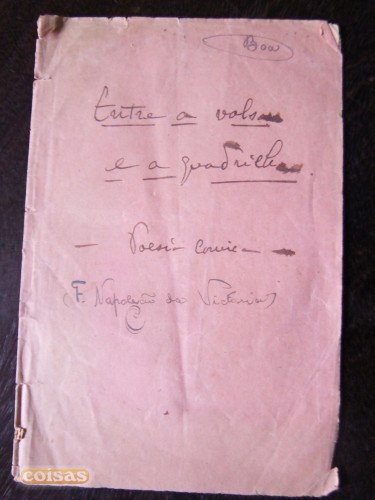 Boa
Entre a valsa
e a quadrilha
— Poesia comica —
(F. Napoleão da Victoria)
coisas